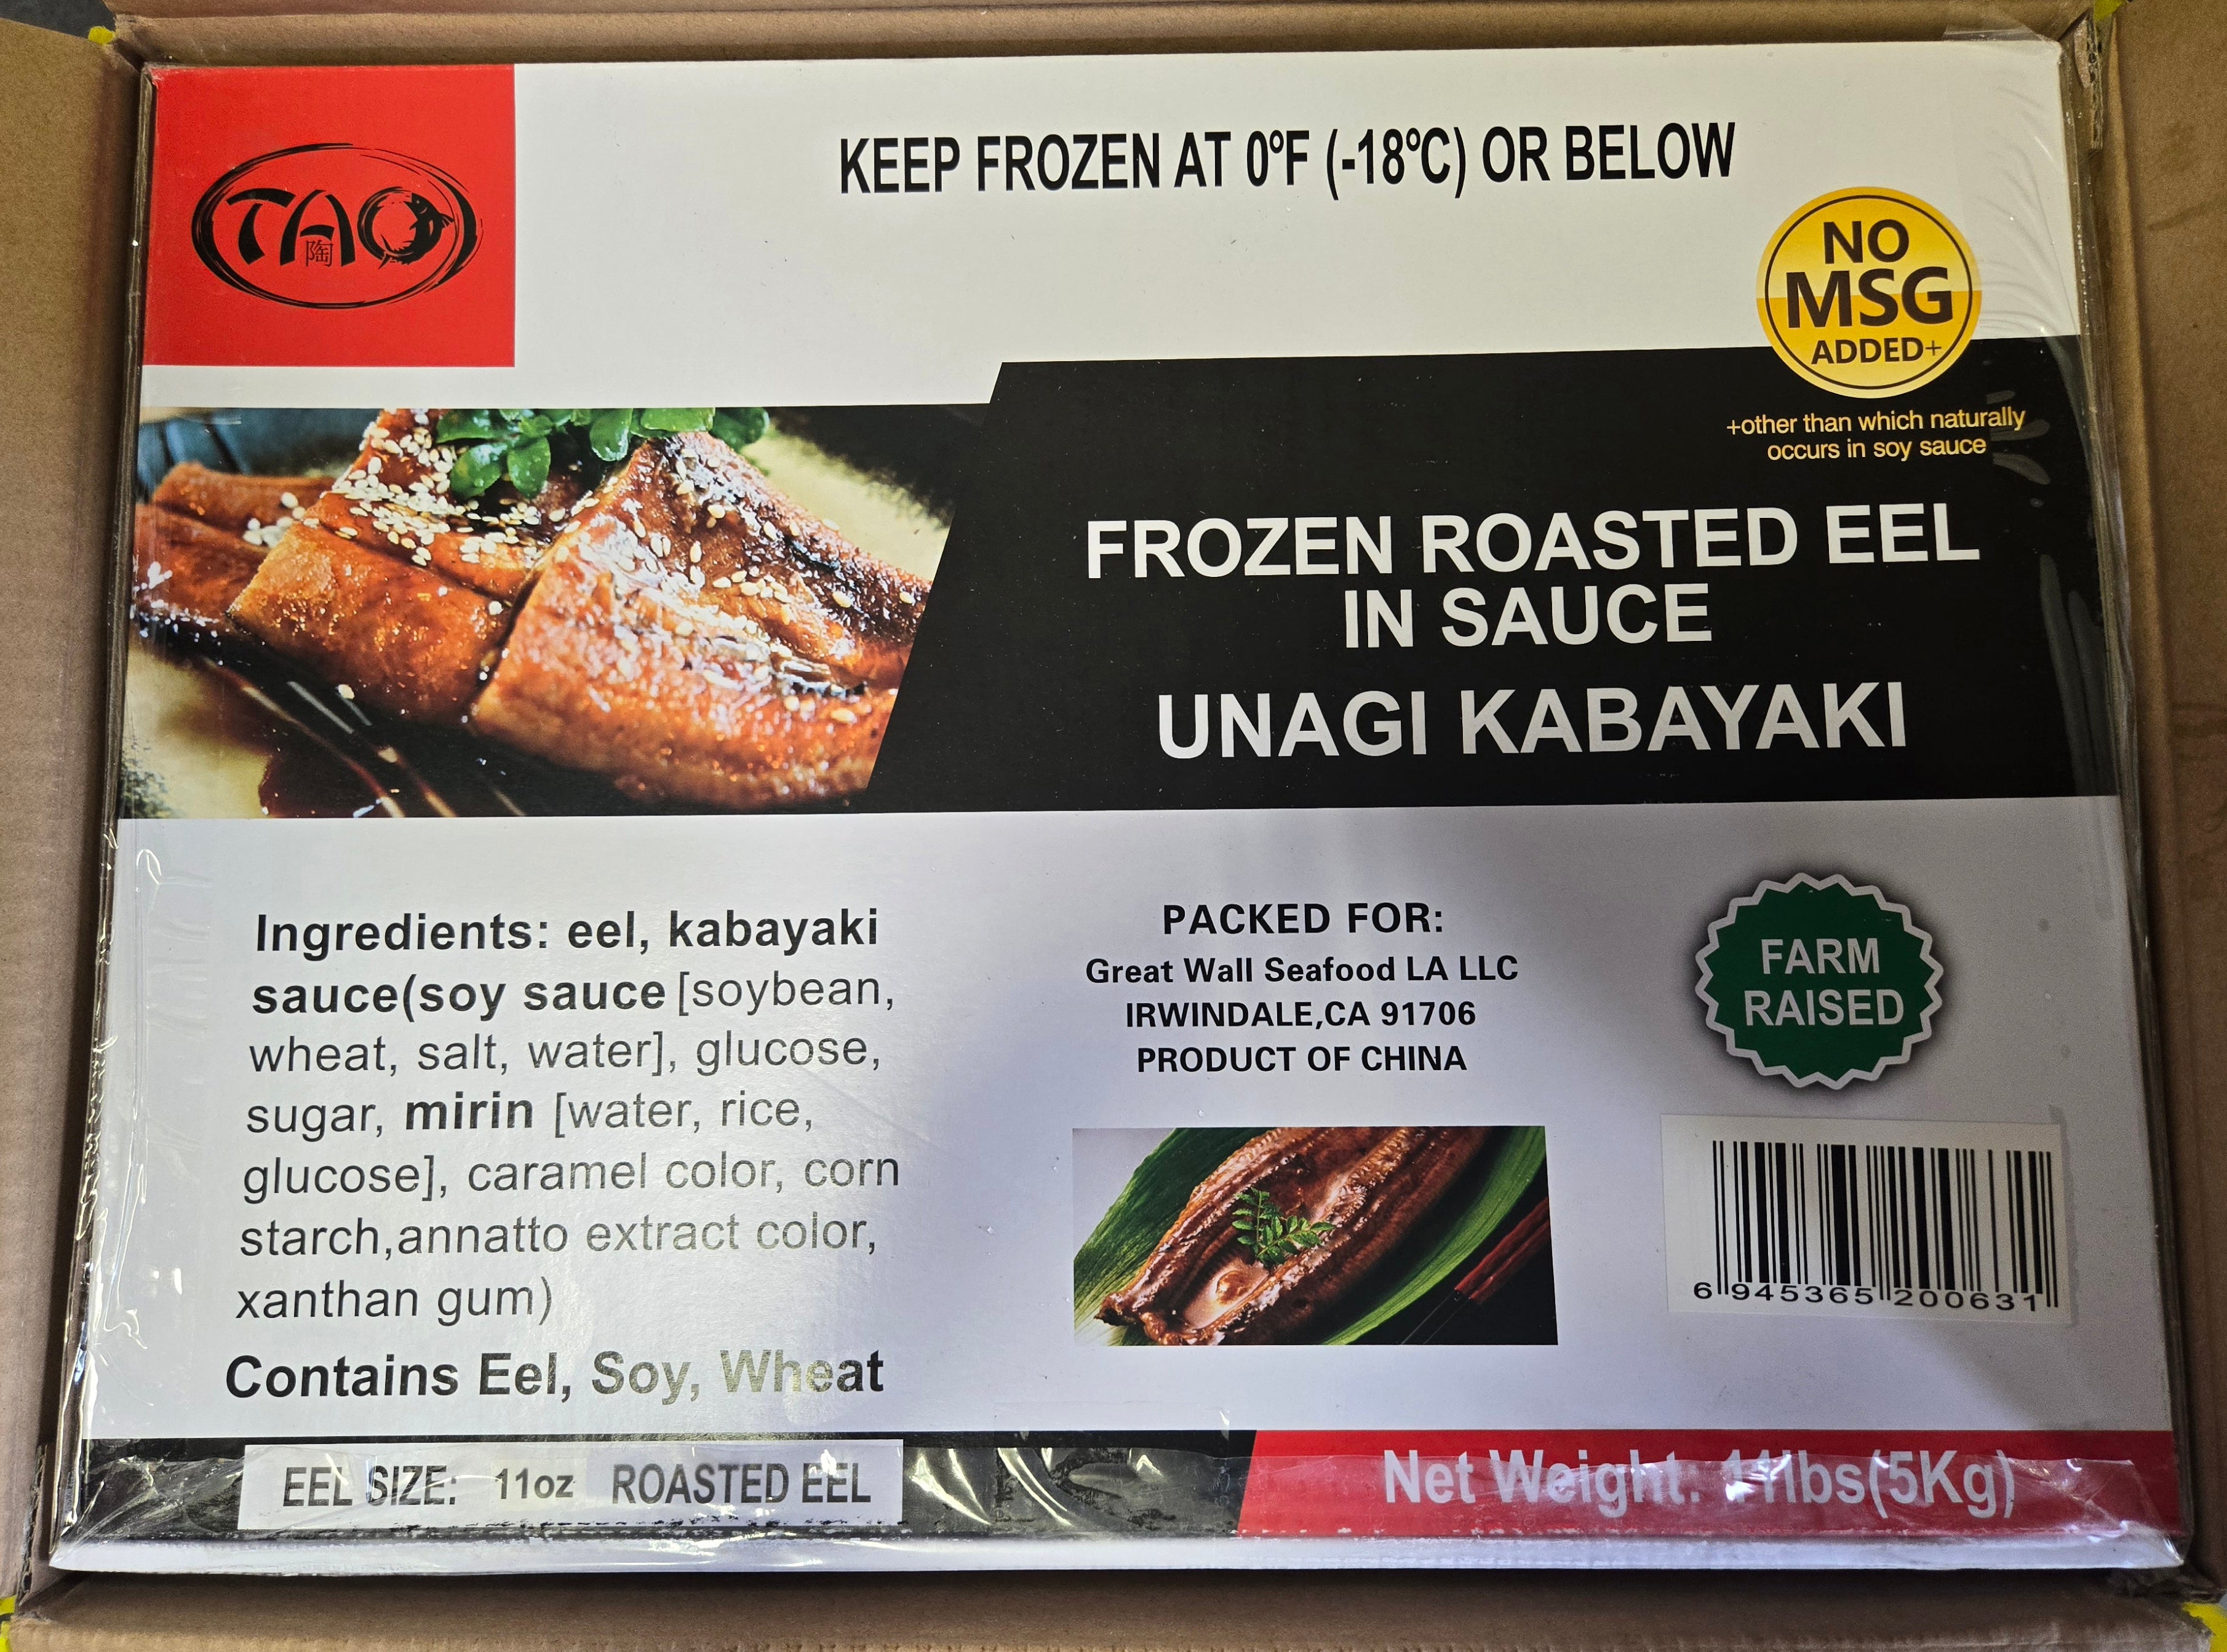 TAO
陶
KEEP FROZEN AT 0°F (-18°C) OR BELOW
NO
MSG
ADDED+
+other than which naturally
occurs in soy sauce
FROZEN ROASTED EEL
IN SAUCE
UNAGI KABAYAKI
Ingredients: eel, kabayaki
sauce(soy sauce [soybean,
wheat, salt, water], glucose,
sugar, mirin [water, rice,
glucose], caramel color, corn
starch,annatto extract color,
xanthan gum)
Contains Eel, Soy, Wheat
PACKED FOR:
Great Wall Seafood LA LLC
IRWINDALE,CA 91706
PRODUCT OF CHINA
FARM
RAISED
6 945365 200631
EEL SIZE: 11oz ROASTED EEL
Net Weight: 11lbs(5Kg)